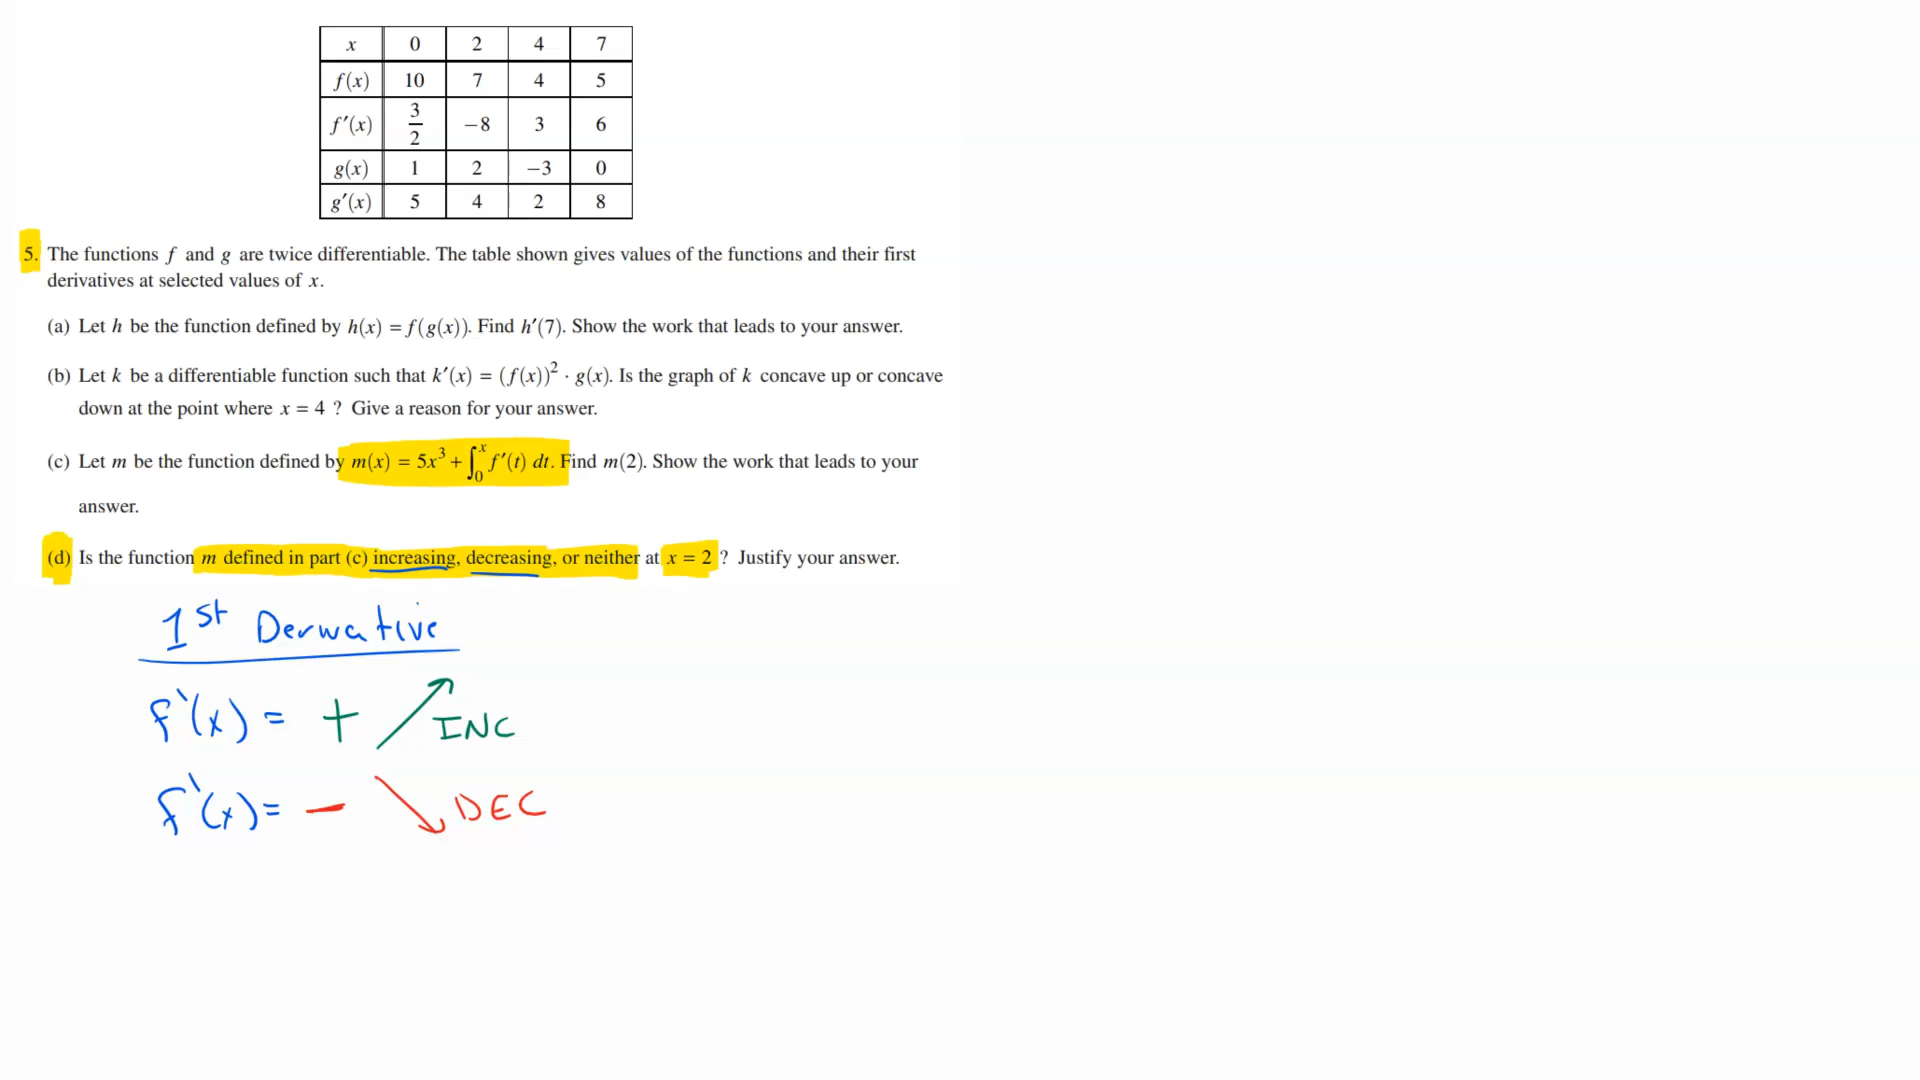 x 0 2 4 7
f(x) 10 7 4 5
f′(x) 3/2 −8 3 6
g(x) 1 2 −3 0
g′(x) 5 4 2 8
5. The functions f and g are twice differentiable. The table shown gives values of the functions and their first
derivatives at selected values of x.
(a) Let h be the function defined by h(x) = f(g(x)). Find h′(7). Show the work that leads to your answer.
(b) Let k be a differentiable function such that k′(x) = (f(x))² · g(x). Is the graph of k concave up or concave
down at the point where x = 4 ? Give a reason for your answer.
(c) Let m be the function defined by m(x) = 5x³ + ∫₀ˣ f′(t) dt. Find m(2). Show the work that leads to your
answer.
(d) Is the function m defined in part (c) increasing, decreasing, or neither at x = 2 ? Justify your answer.
1st Derivative
f'(x) = + INC
f'(x) = − DEC